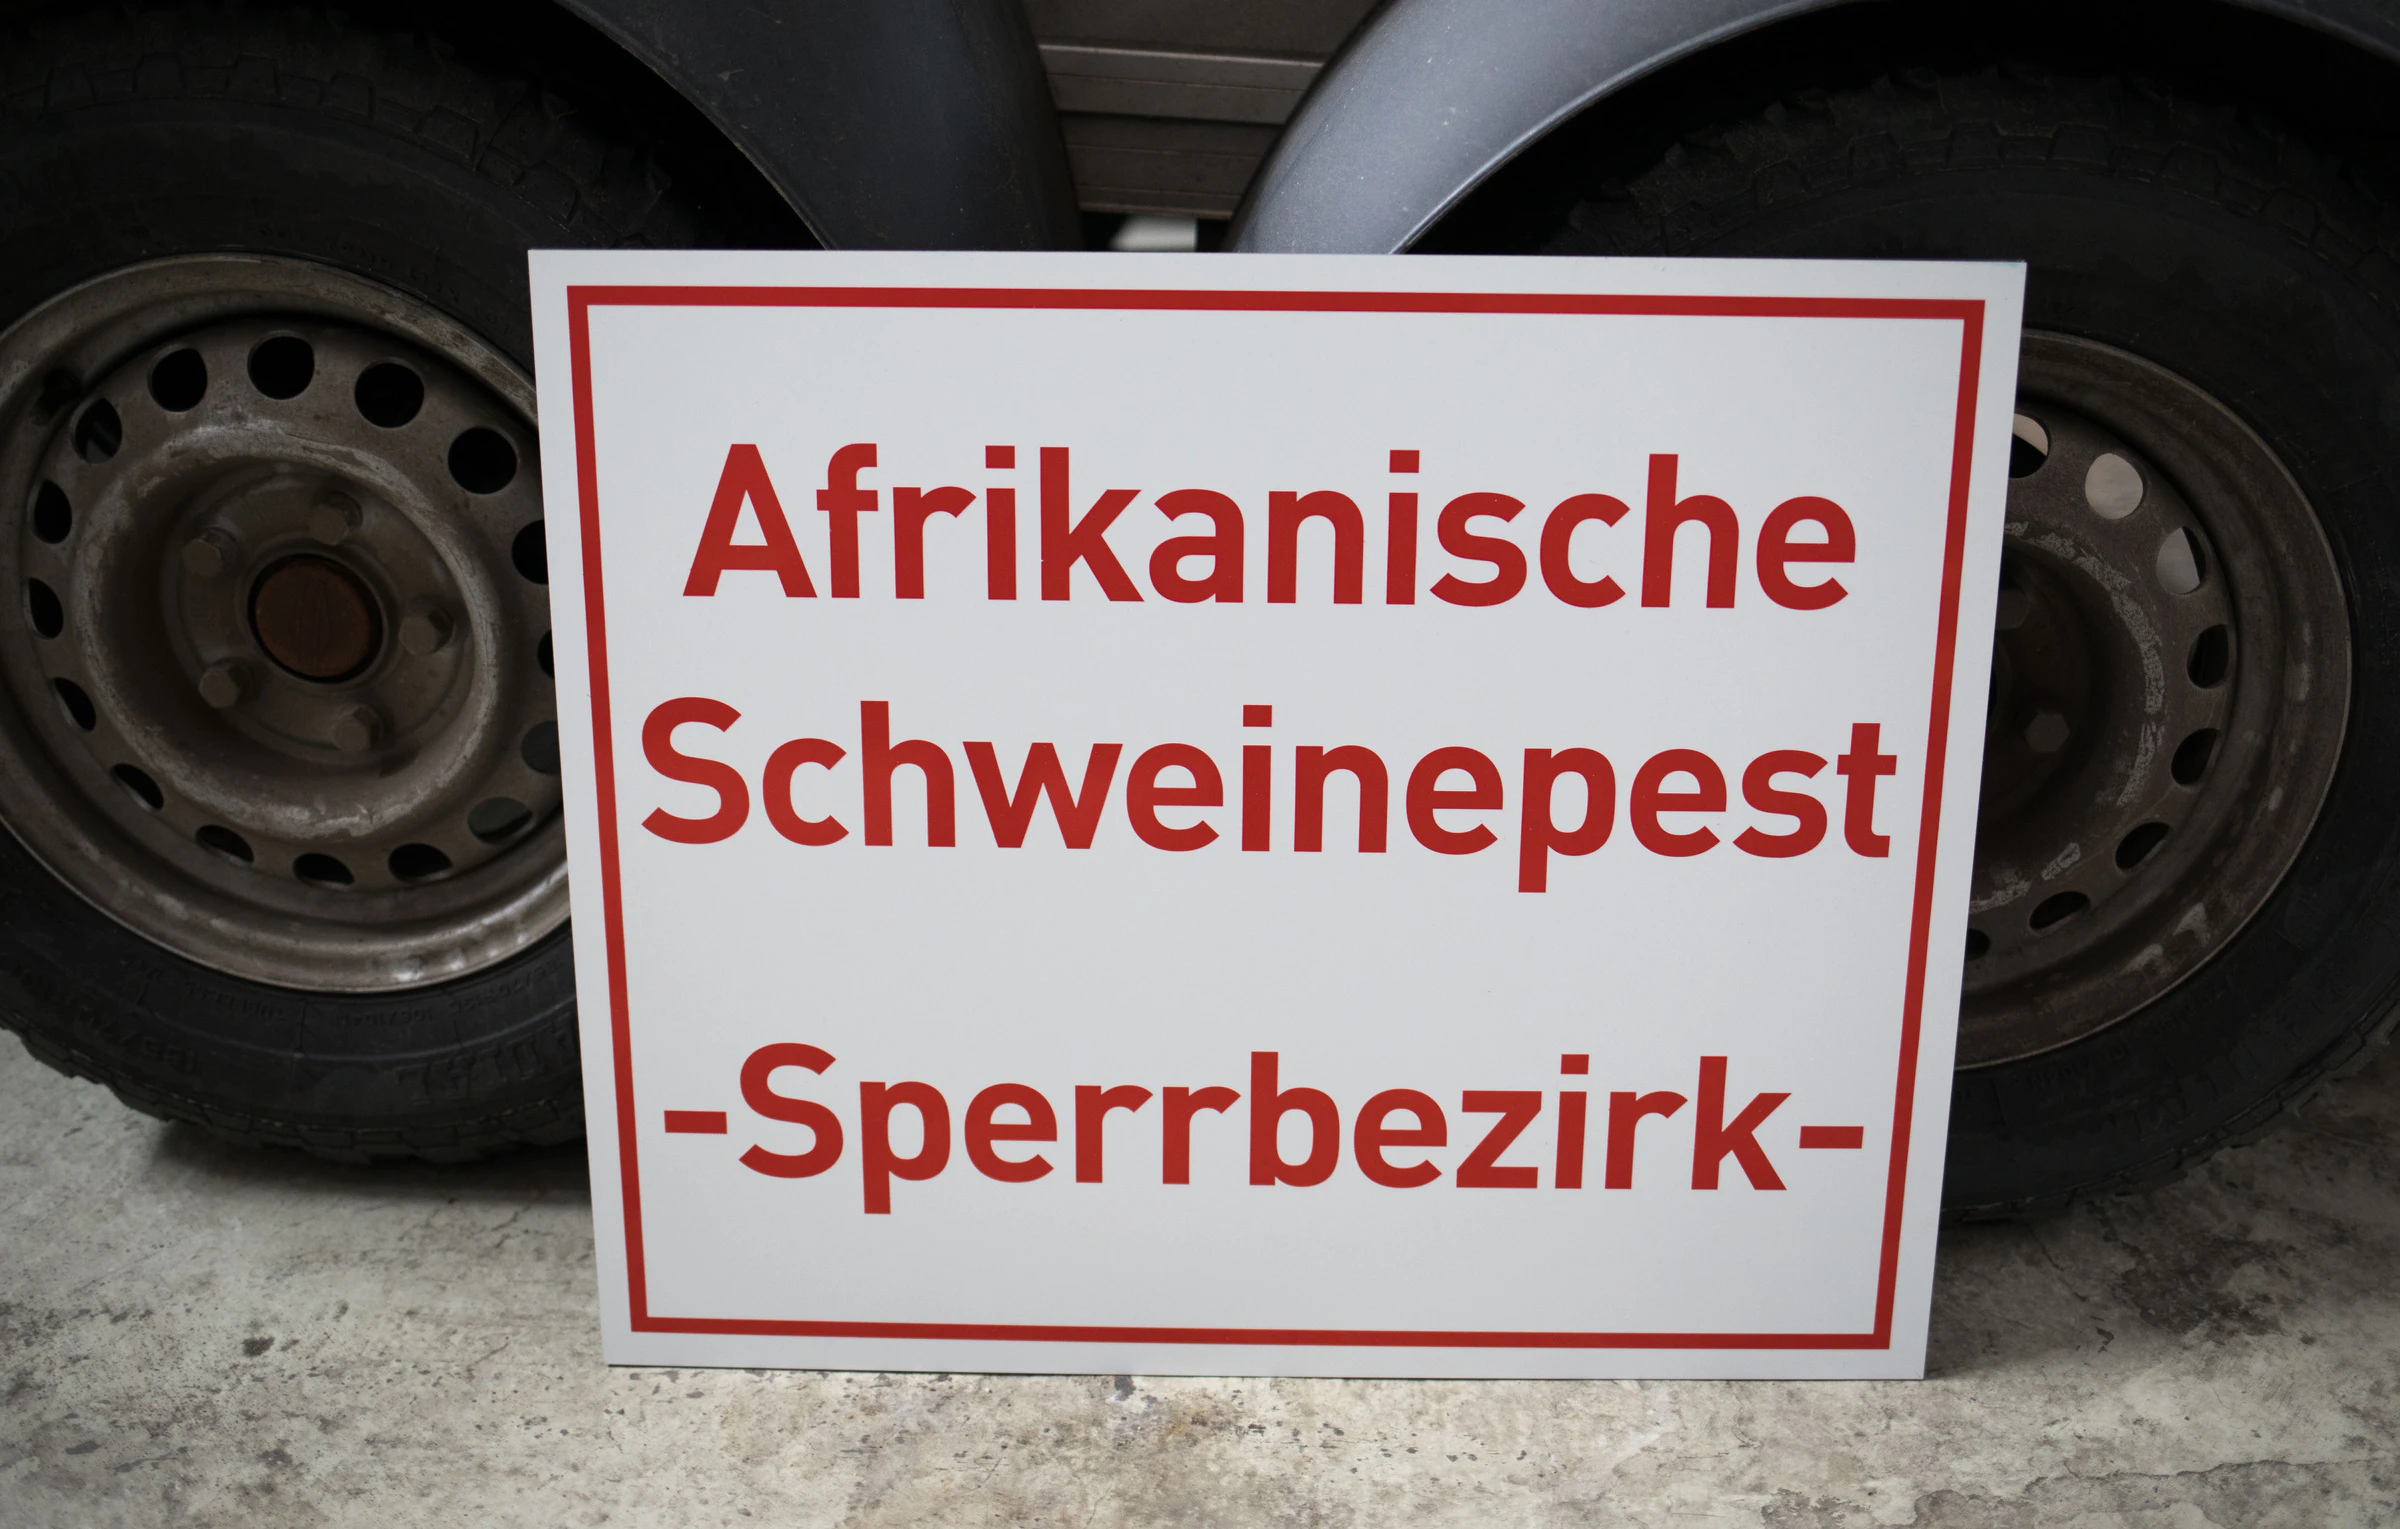 Afrikanische
Schweinepest
-Sperrbezirk-